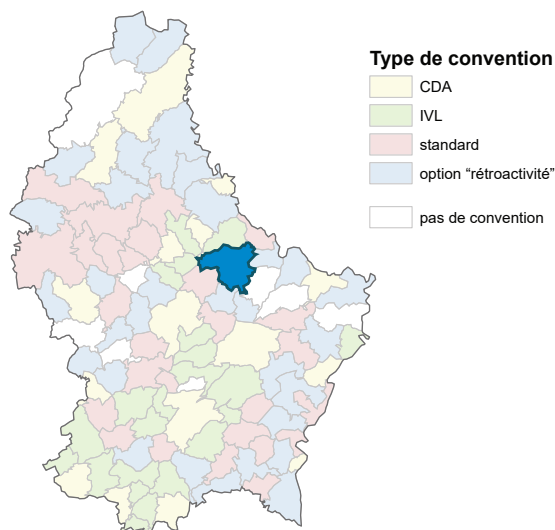 Type de convention
CDA
IVL
standard
option “rétroactivité”
pas de convention